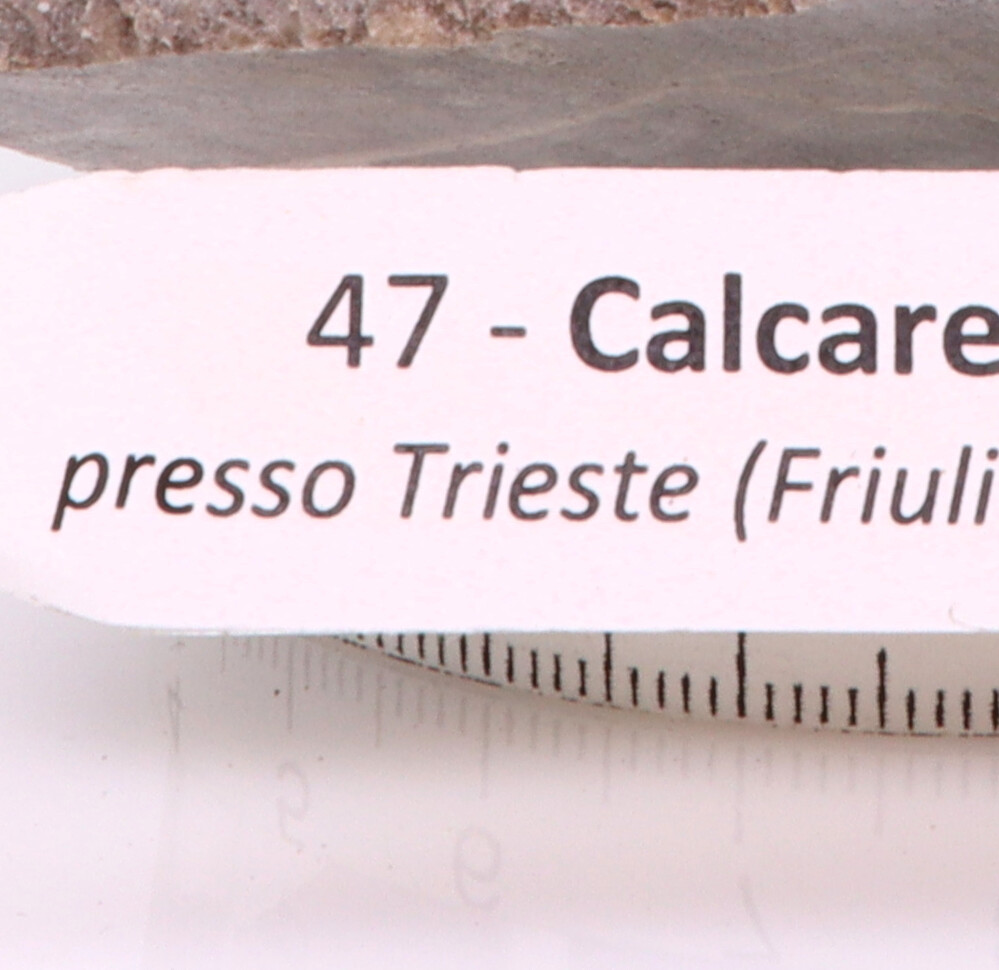 47 - Calcare
presso Trieste (Friuli